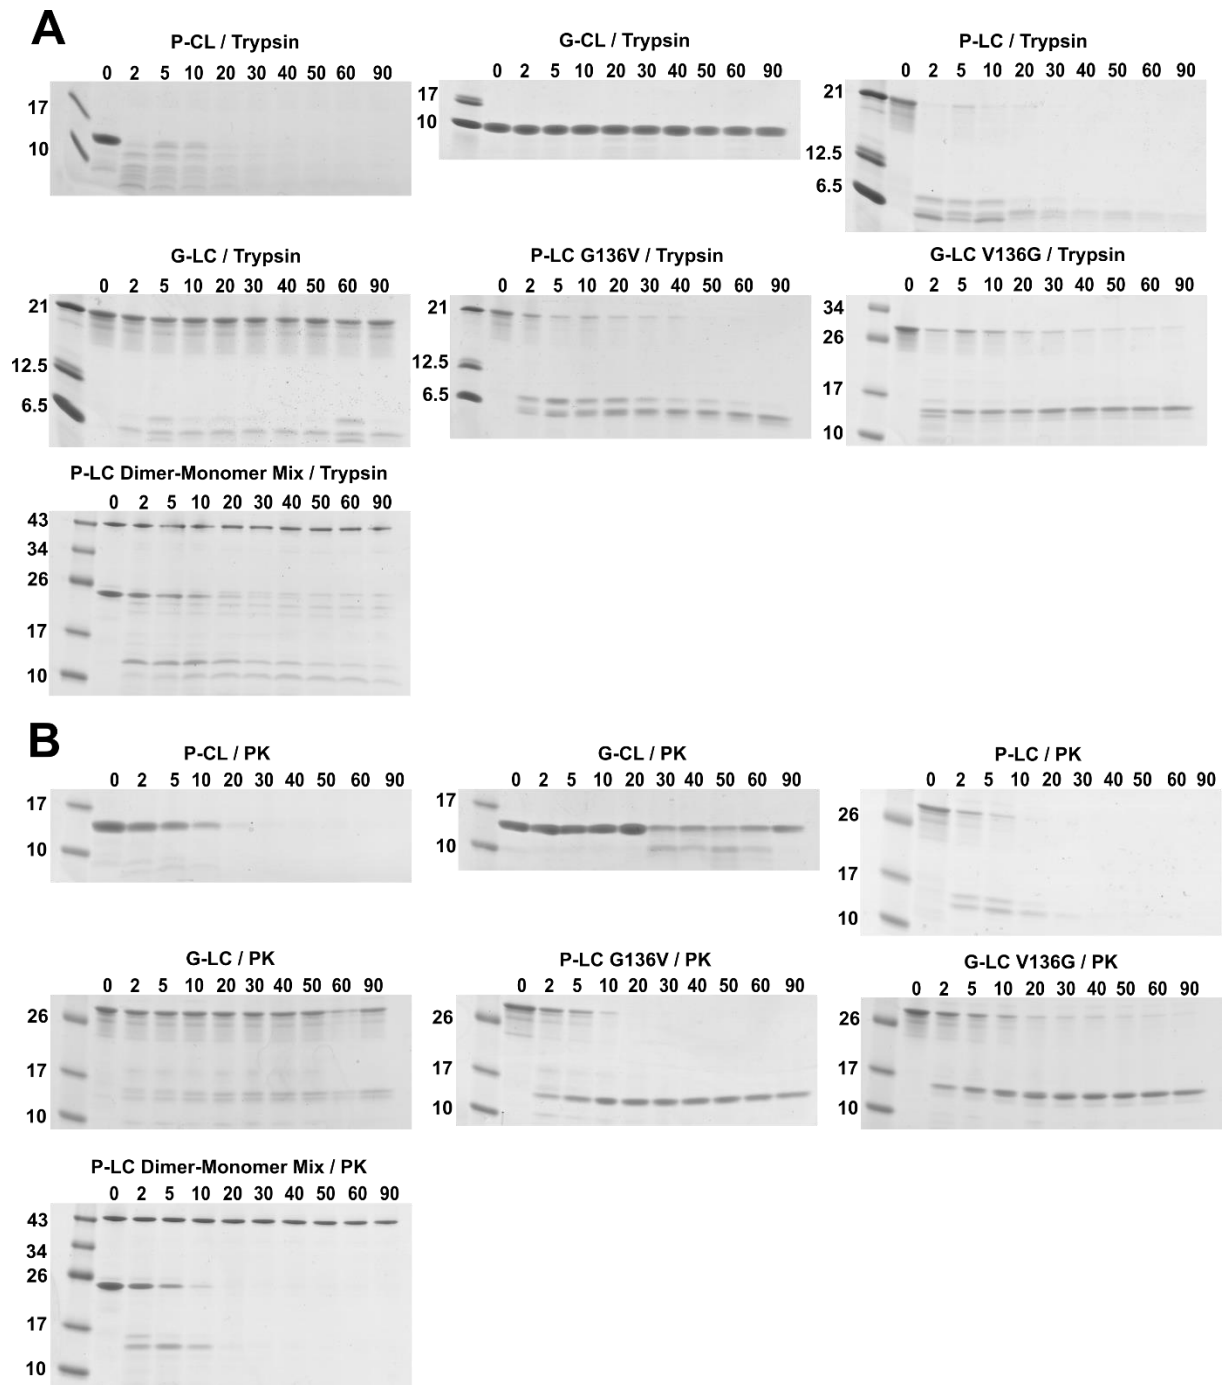 A
P-CL / Trypsin
0 2 5 10 20 30 40 50 60 90
17
10
G-CL / Trypsin
0 2 5 10 20 30 40 50 60 90
17
10
P-LC / Trypsin
0 2 5 10 20 30 40 50 60 90
21
12.5
6.5
G-LC / Trypsin
0 2 5 10 20 30 40 50 60 90
21
12.5
6.5
P-LC G136V / Trypsin
0 2 5 10 20 30 40 50 60 90
21
12.5
6.5
G-LC V136G / Trypsin
0 2 5 10 20 30 40 50 60 90
34
26
17
10
P-LC Dimer-Monomer Mix / Trypsin
0 2 5 10 20 30 40 50 60 90
43
34
26
17
10
B
P-CL / PK
0 2 5 10 20 30 40 50 60 90
17
10
G-CL / PK
0 2 5 10 20 30 40 50 60 90
17
10
P-LC / PK
0 2 5 10 20 30 40 50 60 90
26
17
10
G-LC / PK
0 2 5 10 20 30 40 50 60 90
26
17
10
P-LC G136V / PK
0 2 5 10 20 30 40 50 60 90
26
17
10
G-LC V136G / PK
0 2 5 10 20 30 40 50 60 90
26
17
10
P-LC Dimer-Monomer Mix / PK
0 2 5 10 20 30 40 50 60 90
43
34
26
17
10